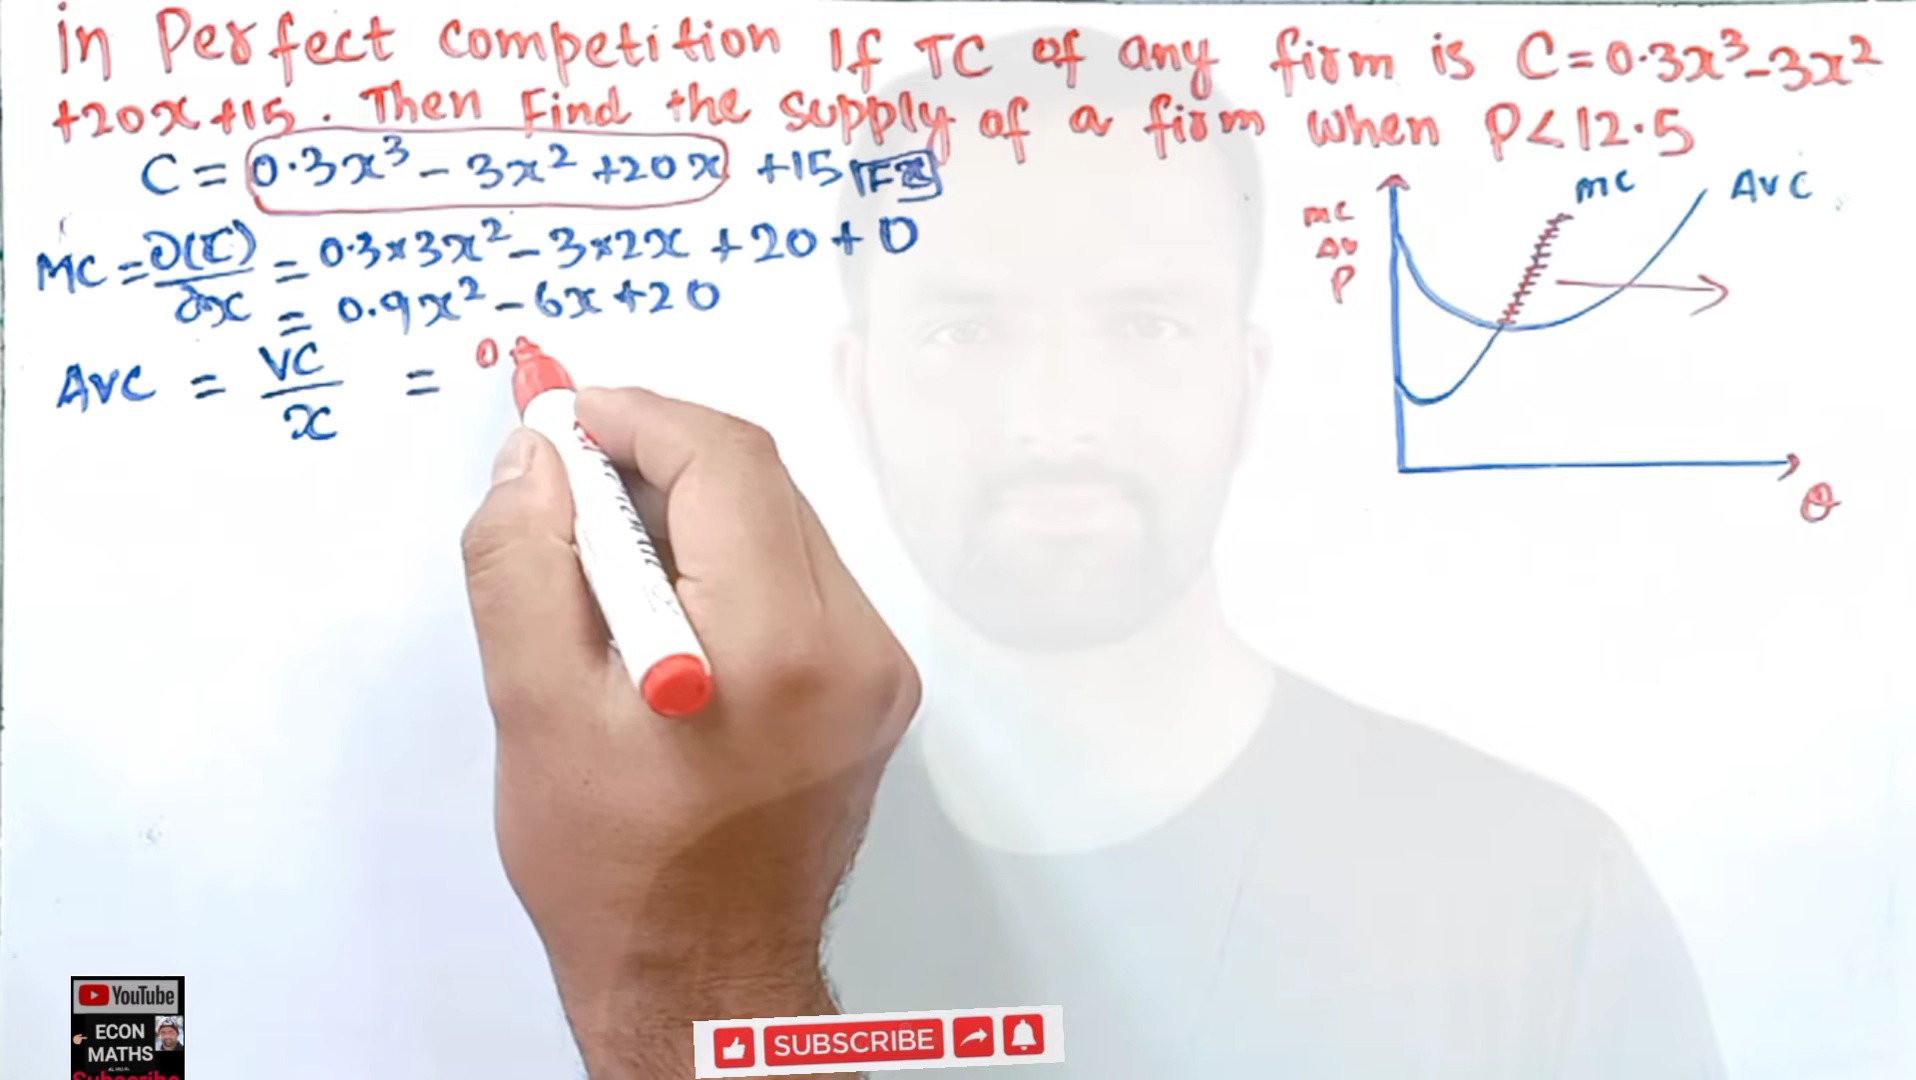 in Perfect competition If TC of any firm is C=0.3x³-3x²
+20x+15. Then Find the supply of a firm when P<12.5
C = 0.3x³ - 3x² +20x +15
MC = ∂(C)/∂x = 0.3×3x² - 3×2x + 20 + 0
= 0.9x² - 6x + 20
AVC = VC/x = 0.
MC
AVC
mc
P
Q
YouTube
ECON
MATHS
Subscribe
SUBSCRIBE